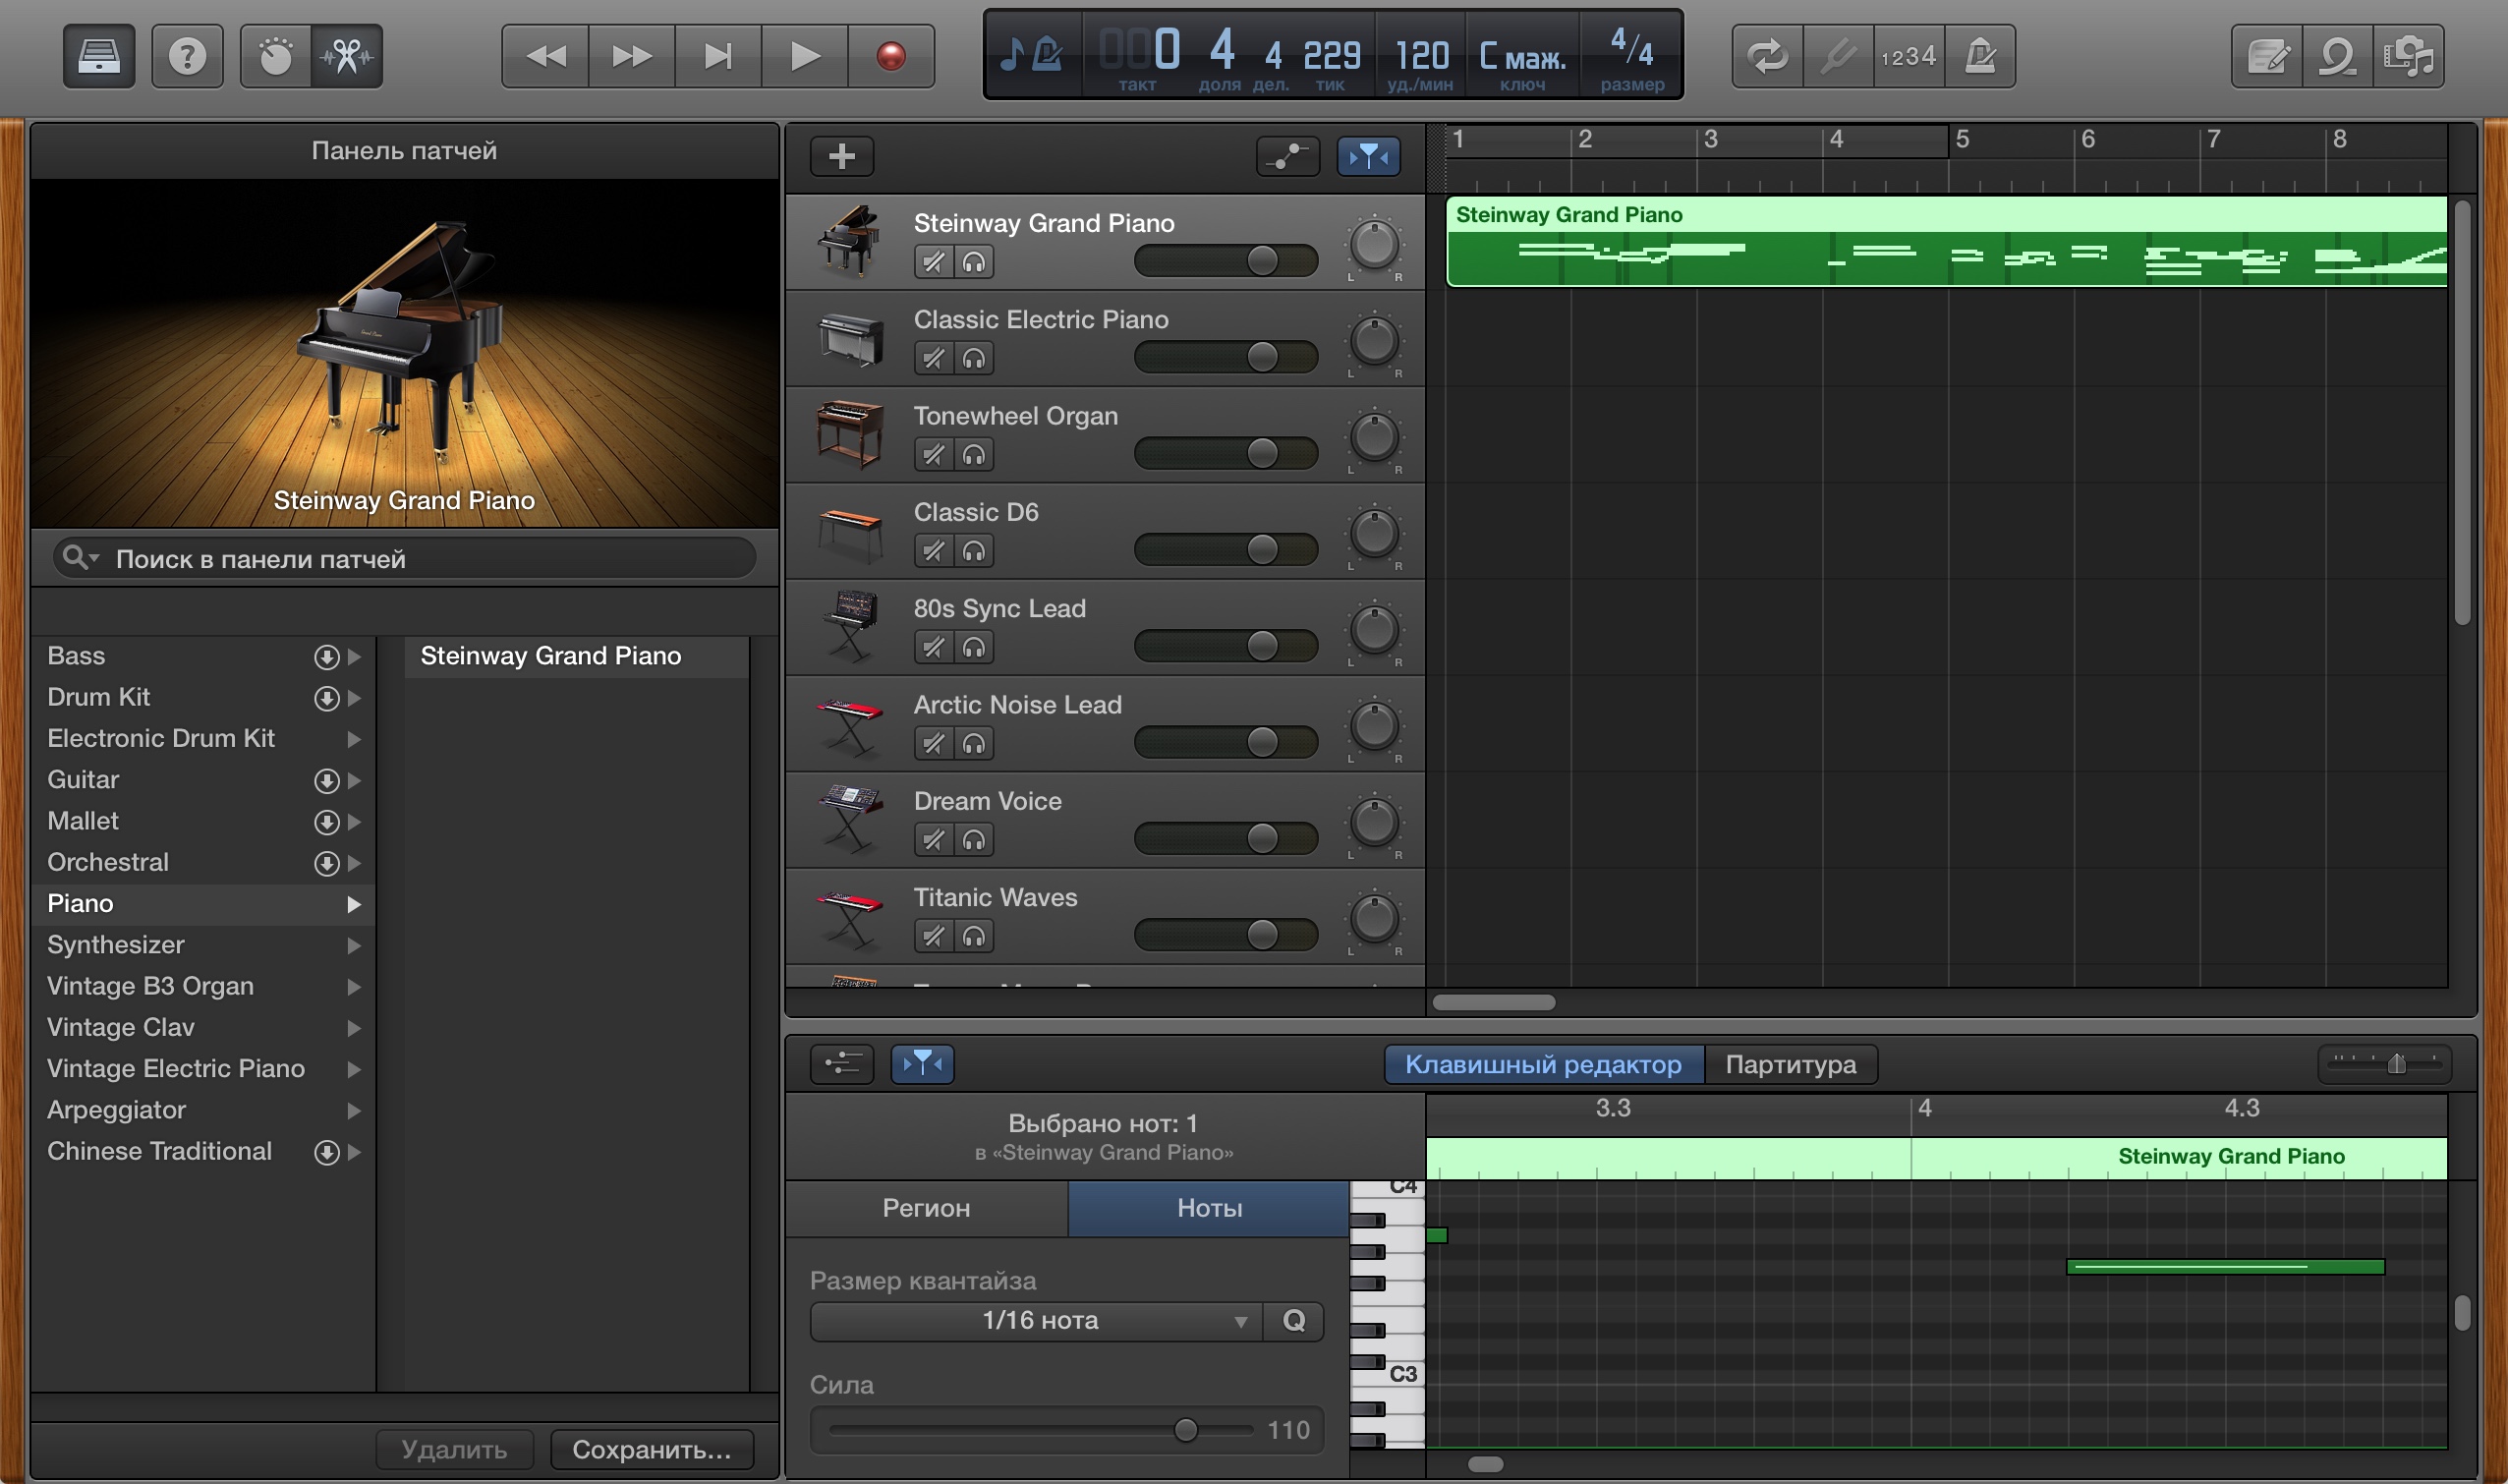 000 4 4 229 120 C маж. 4/4
такт доля дел. тик уд./мин ключ размер
1234
Панель патчей
Steinway Grand Piano
Поиск в панели патчей
Bass
Drum Kit
Electronic Drum Kit
Guitar
Mallet
Orchestral
Piano
Synthesizer
Vintage B3 Organ
Vintage Clav
Vintage Electric Piano
Arpeggiator
Chinese Traditional
Steinway Grand Piano
Удалить
Сохранить...
1 2 3 4 5 6 7 8
Steinway Grand Piano
L R
Classic Electric Piano
L R
Tonewheel Organ
L R
Classic D6
L R
80s Sync Lead
L R
Arctic Noise Lead
L R
Dream Voice
L R
Titanic Waves
L R
Steinway Grand Piano
Клавишный редактор
Партитура
Выбрано нот: 1
в «Steinway Grand Piano»
Регион
Ноты
Размер квантайза
1/16 нота
Q
Сила
110
3.3 4 4.3
Steinway Grand Piano
C4
C3